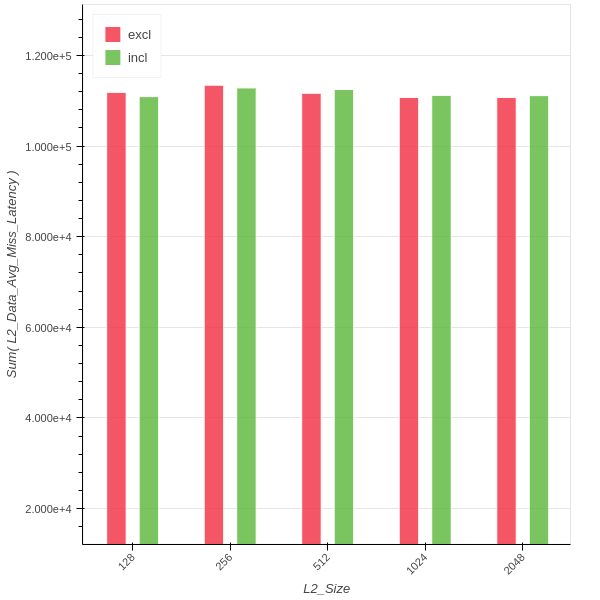 excl
incl
1.200e+5
1.000e+5
8.000e+4
6.000e+4
4.000e+4
2.000e+4
Sum( L2_Data_Avg_Miss_Latency )
128
256
512
1024
2048
L2_Size